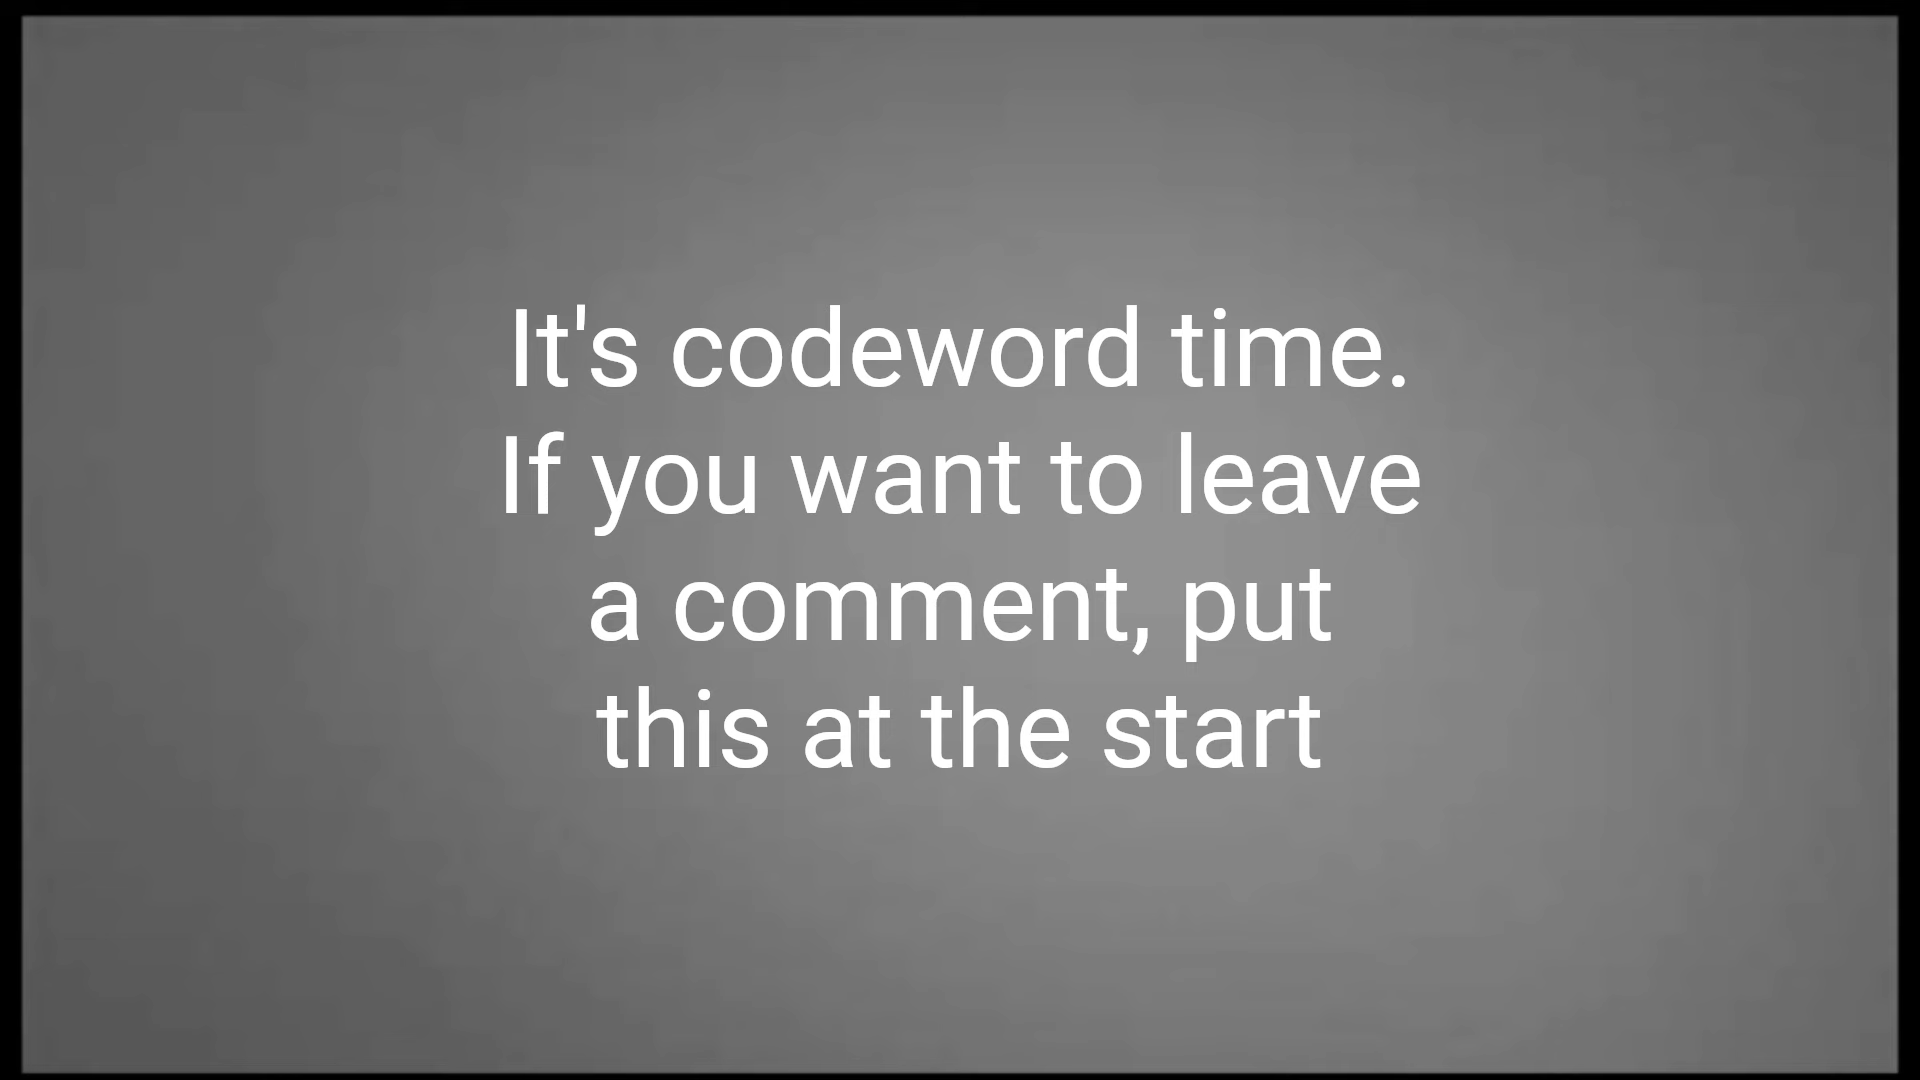 It's codeword time.
If you want to leave
a comment, put
this at the start